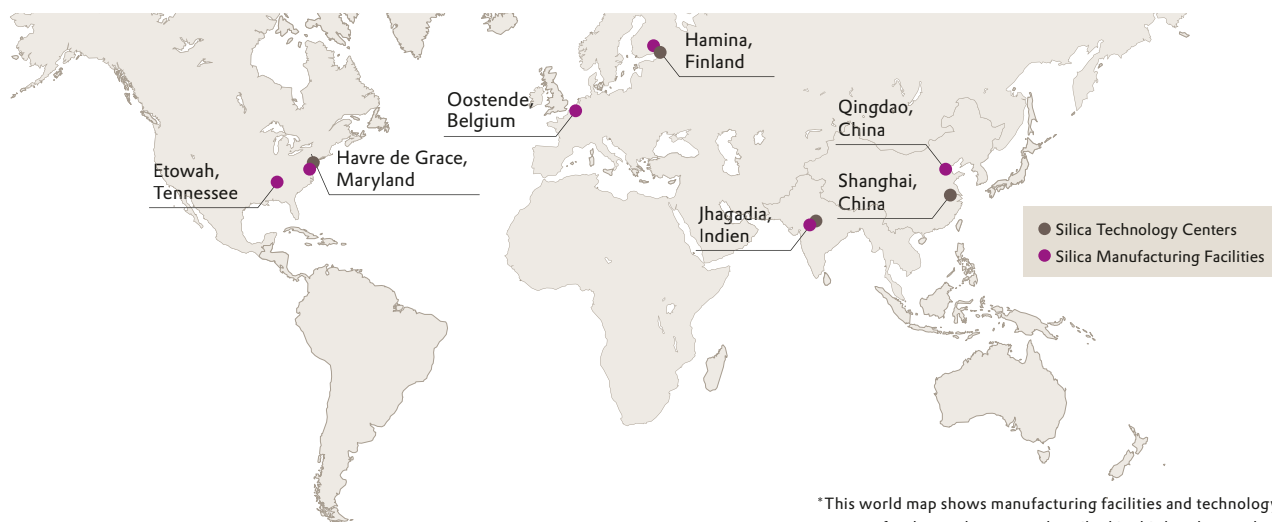 Hamina,
Finland
Oostende,
Belgium
Qingdao,
China
Etowah,
Tennessee
Havre de Grace,
Maryland
Shanghai,
China
Jhagadia,
Indien
Silica Technology Centers
Silica Manufacturing Facilities
*This world map shows manufacturing facilities and technology